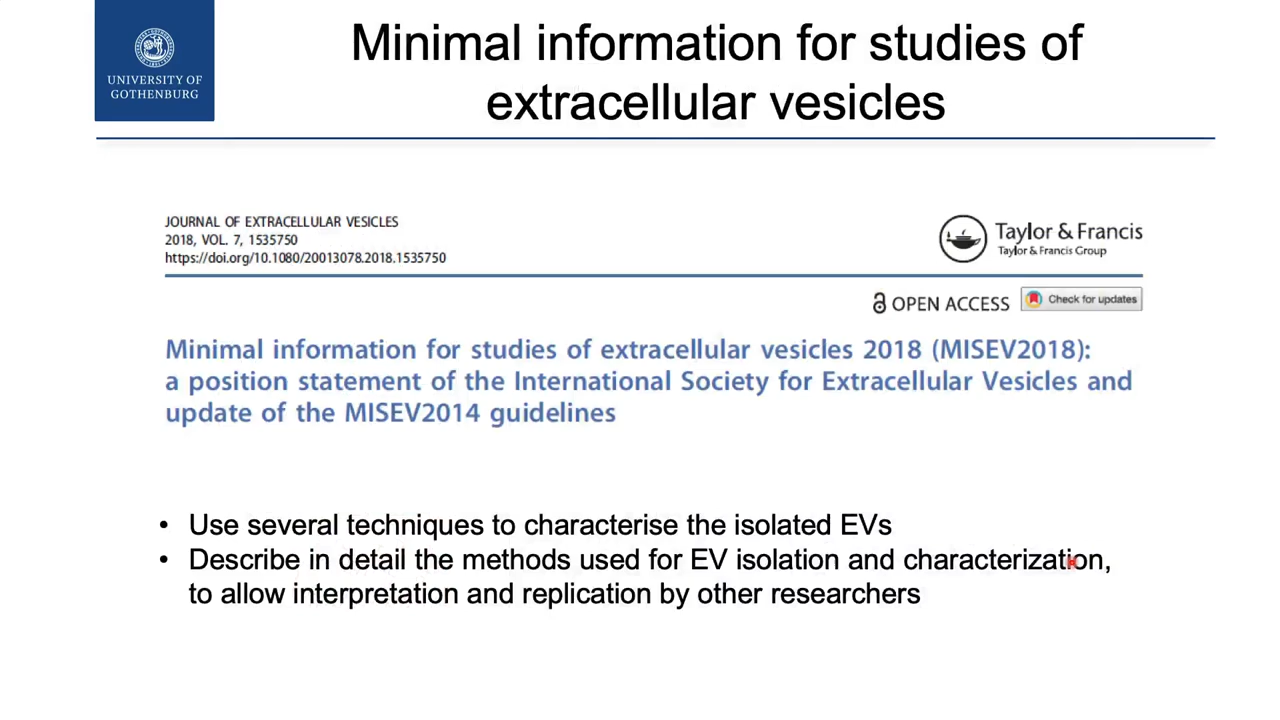 UNIVERSITY OF
GOTHENBURG
Minimal information for studies of
extracellular vesicles
JOURNAL OF EXTRACELLULAR VESICLES
2018, VOL. 7, 1535750
https://doi.org/10.1080/20013078.2018.1535750
Taylor & Francis
Taylor & Francis Group
OPEN ACCESS
Check for updates
Minimal information for studies of extracellular vesicles 2018 (MISEV2018):
a position statement of the International Society for Extracellular Vesicles and
update of the MISEV2014 guidelines
• Use several techniques to characterise the isolated EVs
• Describe in detail the methods used for EV isolation and characterization,
to allow interpretation and replication by other researchers